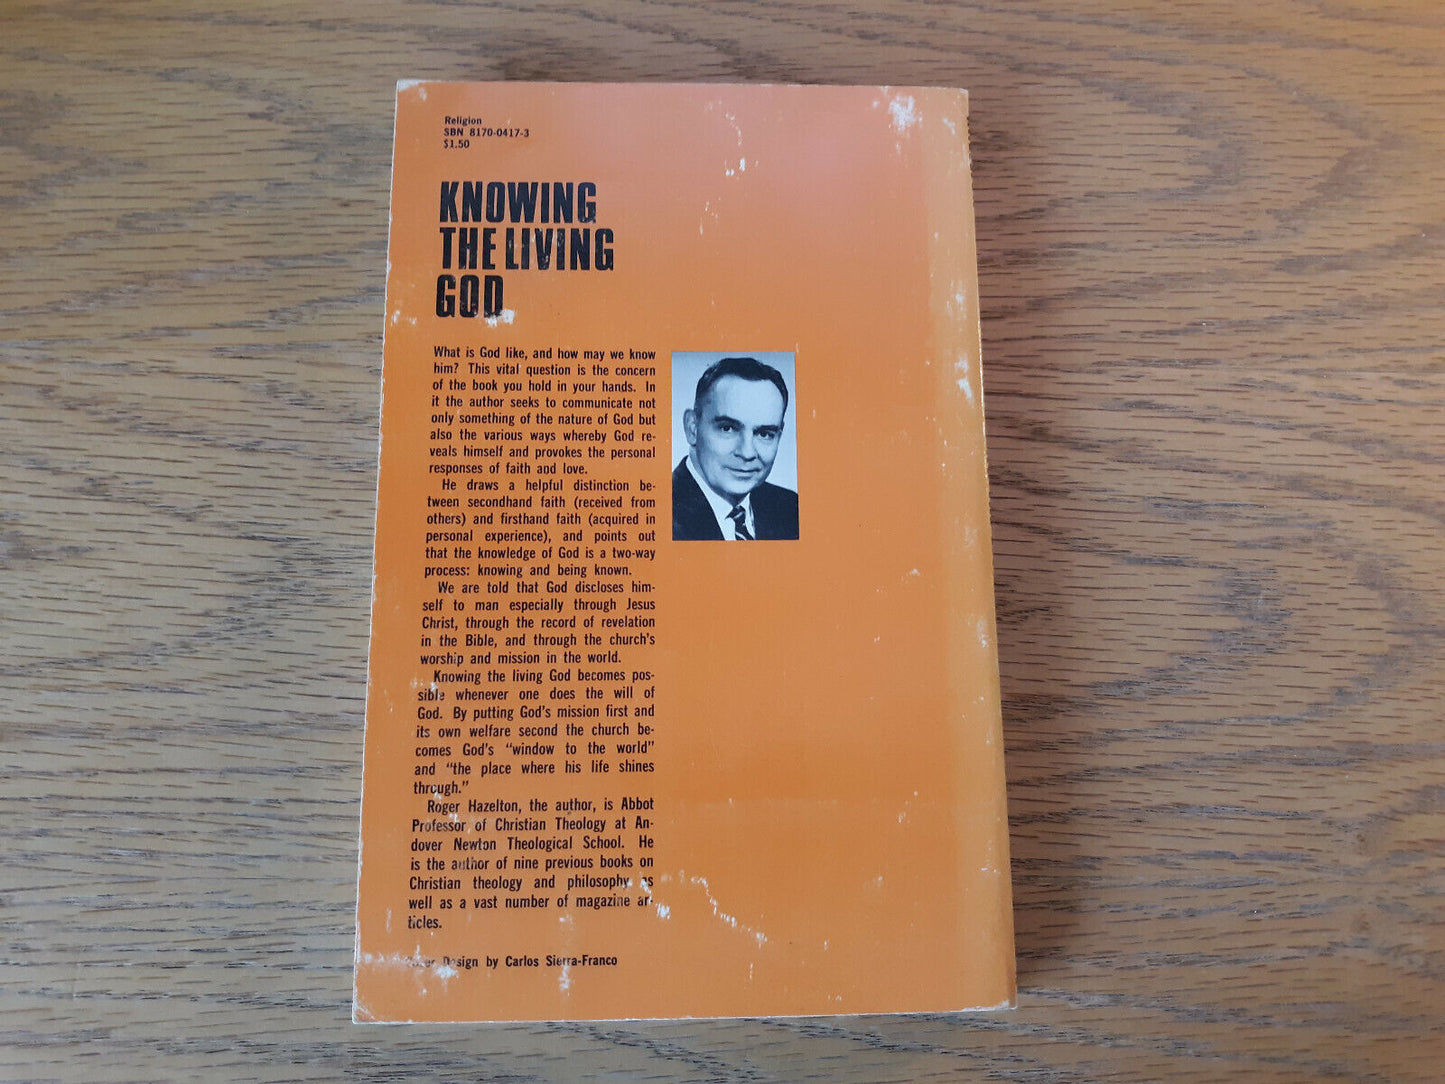 Religion
SBN 8170-0417-3
$1.50
KNOWING
THE LIVING
GOD
What is God like, and how may we know
him? This vital question is the concern
of the book you hold in your hands. In
it the author seeks to communicate not
only something of the nature of God but
also the various ways whereby God re-
veals himself and provokes the personal
responses of faith and love.
He draws a helpful distinction be-
tween secondhand faith (received from
others) and firsthand faith (acquired in
personal experience), and points out
that the knowledge of God is a two-way
process: knowing and being known.
We are told that God discloses him-
self to man especially through Jesus
Christ, through the record of revelation
in the Bible, and through the church's
worship and mission in the world.
Knowing the living God becomes pos-
sible whenever one does the will of
God. By putting God's mission first and
its own welfare second the church be-
comes God's "window to the world"
and "the place where his life shines
through."
Roger Hazelton, the author, is Abbot
Professor of Christian Theology at An-
dover Newton Theological School. He
is the author of nine previous books on
Christian theology and philosophy as
well as a vast number of magazine ar-
ticles.
Cover Design by Carlos Sierra-Franco